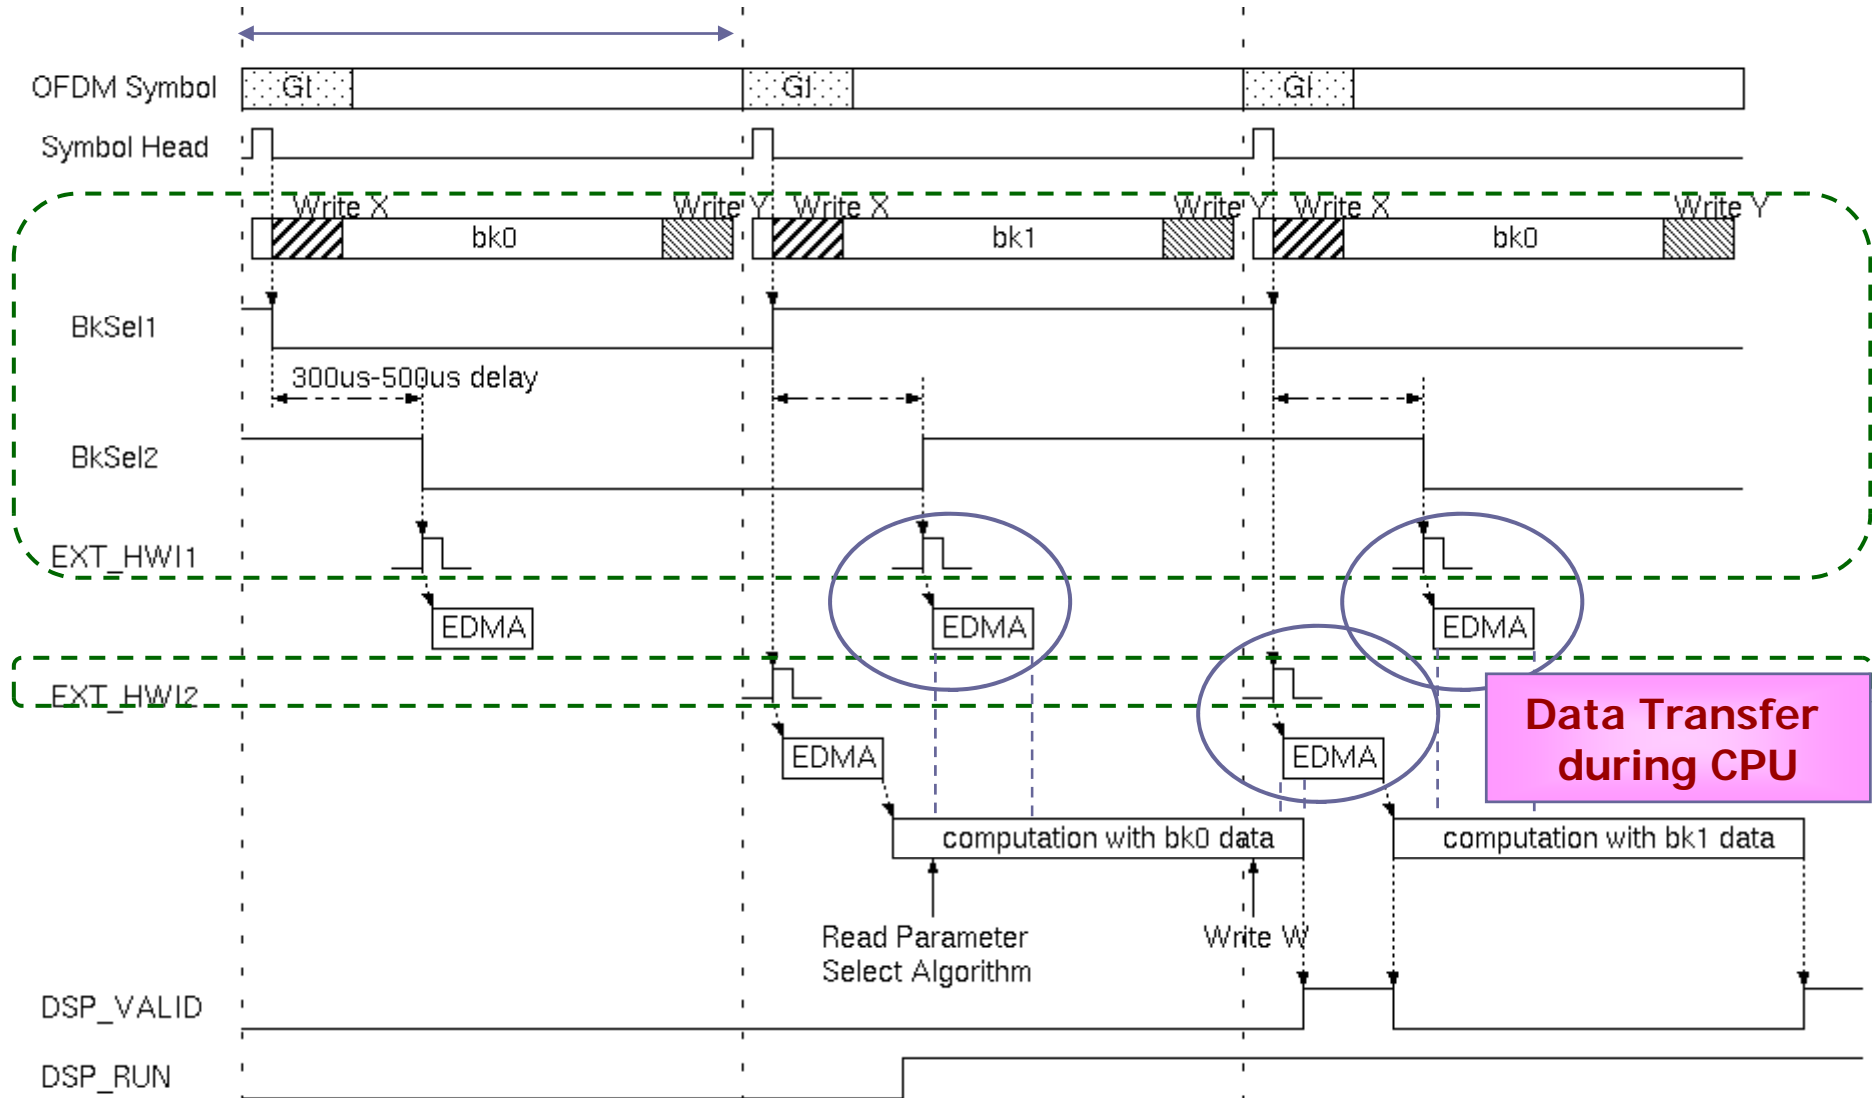 OFDM Symbol GI GI GI
Symbol Head
Write X Write Y Write X Write Y Write X Write Y
bk0 bk1 bk0
BkSel1
300us-500us delay
BkSel2
EXT_HWI1
EDMA EDMA EDMA
EXT_HWI2
Data Transfer
during CPU
EDMA EDMA
computation with bk0 data computation with bk1 data
Read Parameter Write W
Select Algorithm
DSP_VALID
DSP_RUN